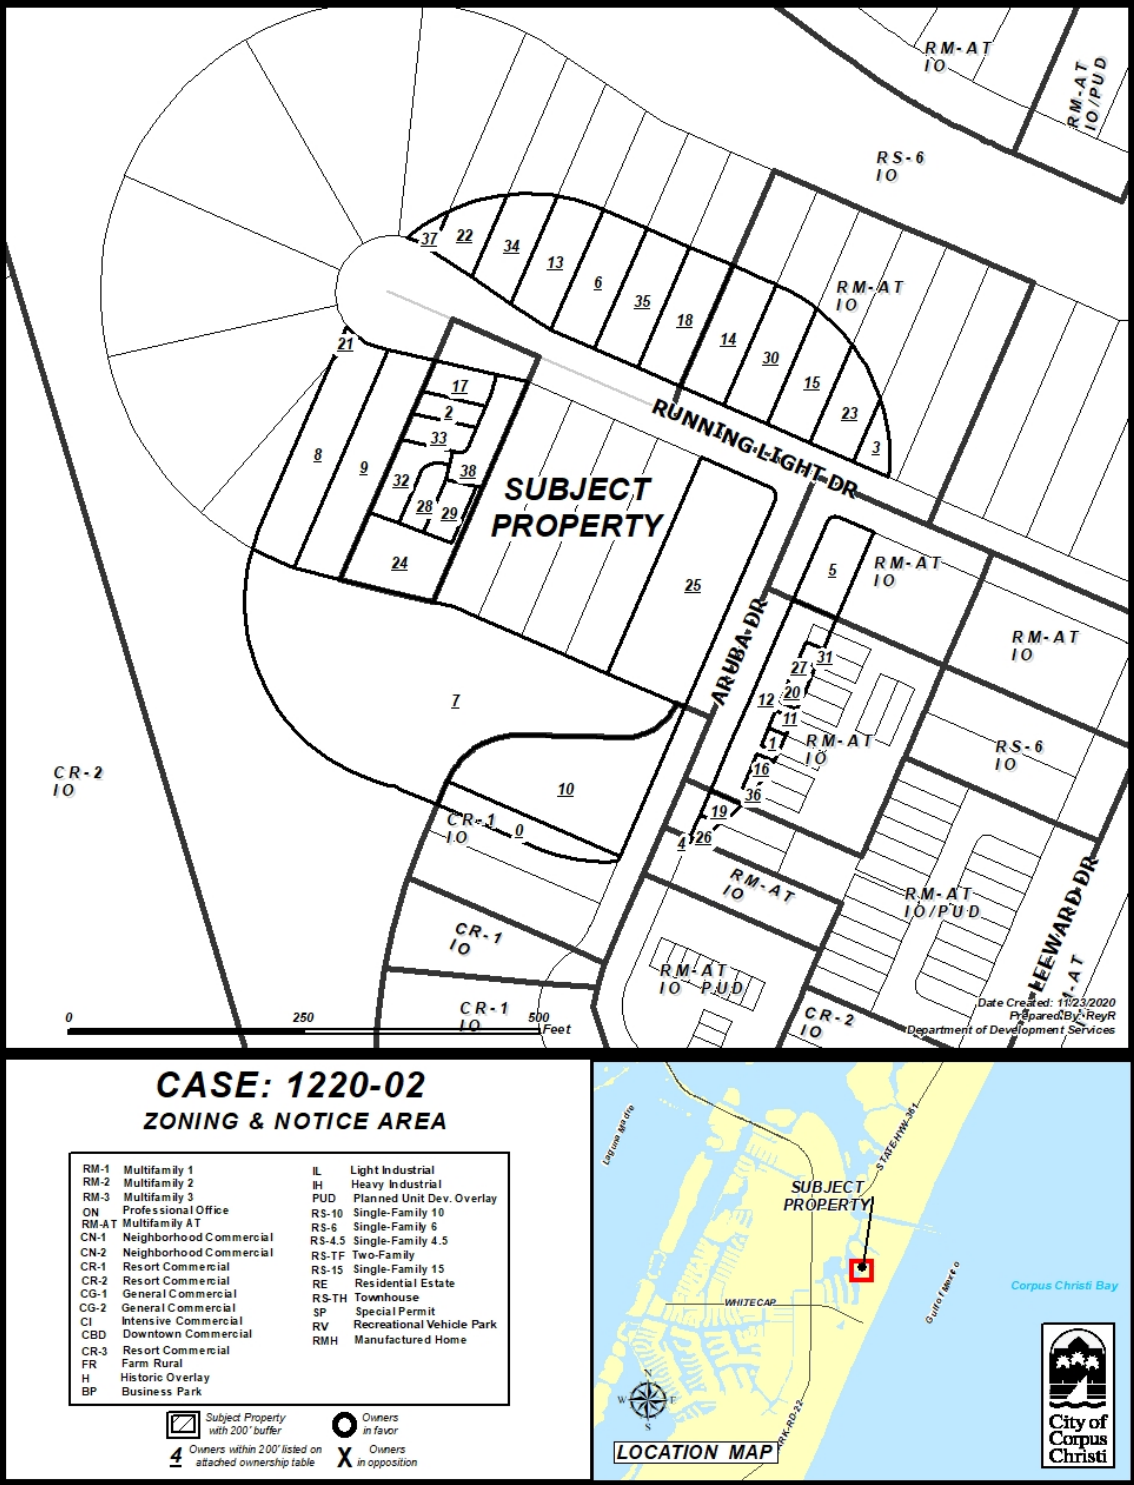 RM-AT
IO
RM-AT
IO/PUD
RS-6
IO
37
22
34
13
6
35
18
14
30
15
23
3
RM-AT
IO
RUNNING LIGHT DR
21
8
9
17
2
33
32
38
28
29
24
SUBJECT
PROPERTY
25
5
RM-AT
IO
ARUBA DR
31
27
20
12
11
1
16
36
19
26
4
RM-AT
IO
RM-AT
IO
RS-6
IO
7
10
0
CR-2
IO
CR-1
IO
CR-1
IO
CR-1
IO
RM-AT
IO
RM-AT
IO/PUD
RM-AT
IO PUD
CR-2
IO
LEEWARD DR
0
250
500
Feet
Date Created: 11/23/2020
Prepared By: ReyR
Department of Development Services
CASE: 1220-02
ZONING & NOTICE AREA
RM-1 Multifamily 1
RM-2 Multifamily 2
RM-3 Multifamily 3
ON Professional Office
RM-AT Multifamily AT
CN-1 Neighborhood Commercial
CN-2 Neighborhood Commercial
CR-1 Resort Commercial
CR-2 Resort Commercial
CG-1 General Commercial
CG-2 General Commercial
CI Intensive Commercial
CBD Downtown Commercial
CR-3 Resort Commercial
FR Farm Rural
H Historic Overlay
BP Business Park
IL Light Industrial
IH Heavy Industrial
PUD Planned Unit Dev. Overlay
RS-10 Single-Family 10
RS-6 Single-Family 6
RS-4.5 Single-Family 4.5
RS-TF Two-Family
RS-15 Single-Family 15
RE Residential Estate
RS-TH Townhouse
SP Special Permit
RV Recreational Vehicle Park
RMH Manufactured Home
Subject Property
with 200' buffer
Owners
in favor
4 Owners within 200' listed on
attached ownership table
X Owners
in opposition
Laguna Madre
STATE HWY 361
SUBJECT
PROPERTY
WHITECAP
Gulf of Mexico
Corpus Christi Bay
N
W E
S
LOCATION MAP
City of
Corpus
Christi